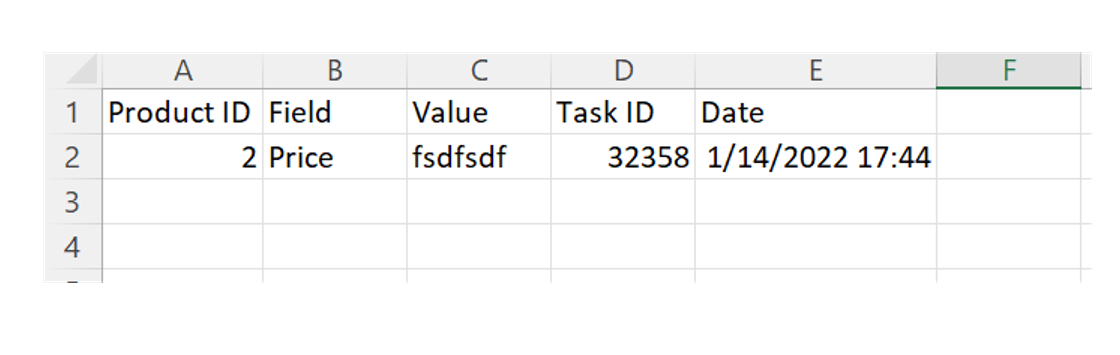 A B C D E F
1 Product ID Field Value Task ID Date
2 2 Price fsdfsdf 32358 1/14/2022 17:44
3
4